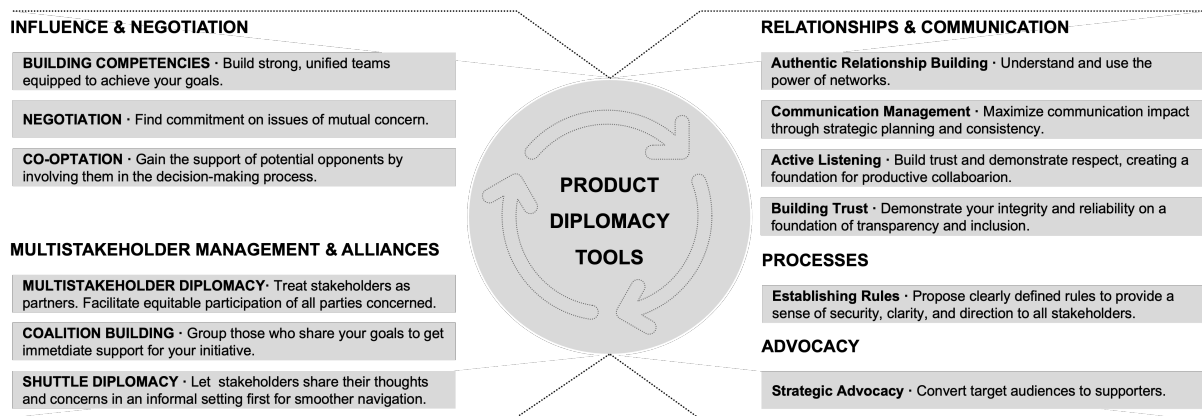 INFLUENCE & NEGOTIATION
BUILDING COMPETENCIES · Build strong, unified teams
equipped to achieve your goals.
NEGOTIATION · Find commitment on issues of mutual concern.
CO-OPTATION · Gain the support of potential opponents by
involving them in the decision-making process.
MULTISTAKEHOLDER MANAGEMENT & ALLIANCES
MULTISTAKEHOLDER DIPLOMACY· Treat stakeholders as
partners. Facilitate equitable participation of all parties concerned.
COALITION BUILDING · Group those who share your goals to get
immetdiate support for your initiative.
SHUTTLE DIPLOMACY · Let stakeholders share their thoughts
and concerns in an informal setting first for smoother navigation.
PRODUCT
DIPLOMACY
TOOLS
RELATIONSHIPS & COMMUNICATION
Authentic Relationship Building · Understand and use the
power of networks.
Communication Management · Maximize communication impact
through strategic planning and consistency.
Active Listening · Build trust and demonstrate respect, creating a
foundation for productive collaboarion.
Building Trust · Demonstrate your integrity and reliability on a
foundation of transparency and inclusion.
PROCESSES
Establishing Rules · Propose clearly defined rules to provide a
sense of security, clarity, and direction to all stakeholders.
ADVOCACY
Strategic Advocacy · Convert target audiences to supporters.